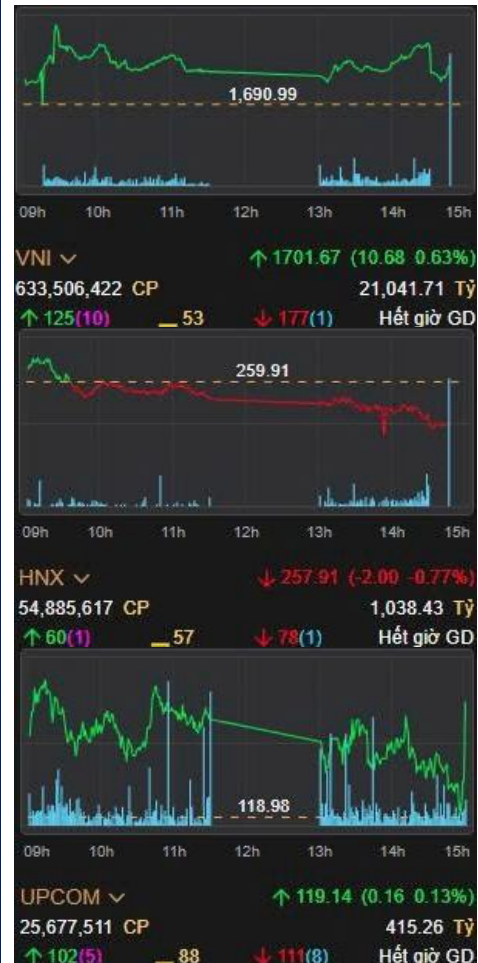 1,690.99
09h 10h 11h 12h 13h 14h 15h
VNI ↑ 1701.67 (10.68 0.63%)
633,506,422 CP 21,041.71 Tỷ
↑ 125(10) 53 ↓ 177(1) Hết giờ GD
259.91
09h 10h 11h 12h 13h 14h 15h
HNX ↓ 257.91 (-2.00 -0.77%)
54,885,617 CP 1,038.43 Tỷ
↑ 60(1) 57 ↓ 78(1) Hết giờ GD
118.98
09h 10h 11h 12h 13h 14h 15h
UPCOM ↑ 119.14 (0.16 0.13%)
25,677,511 CP 415.26 Tỷ
↑ 102(5) 88 ↓ 111(8) Hết giờ GD